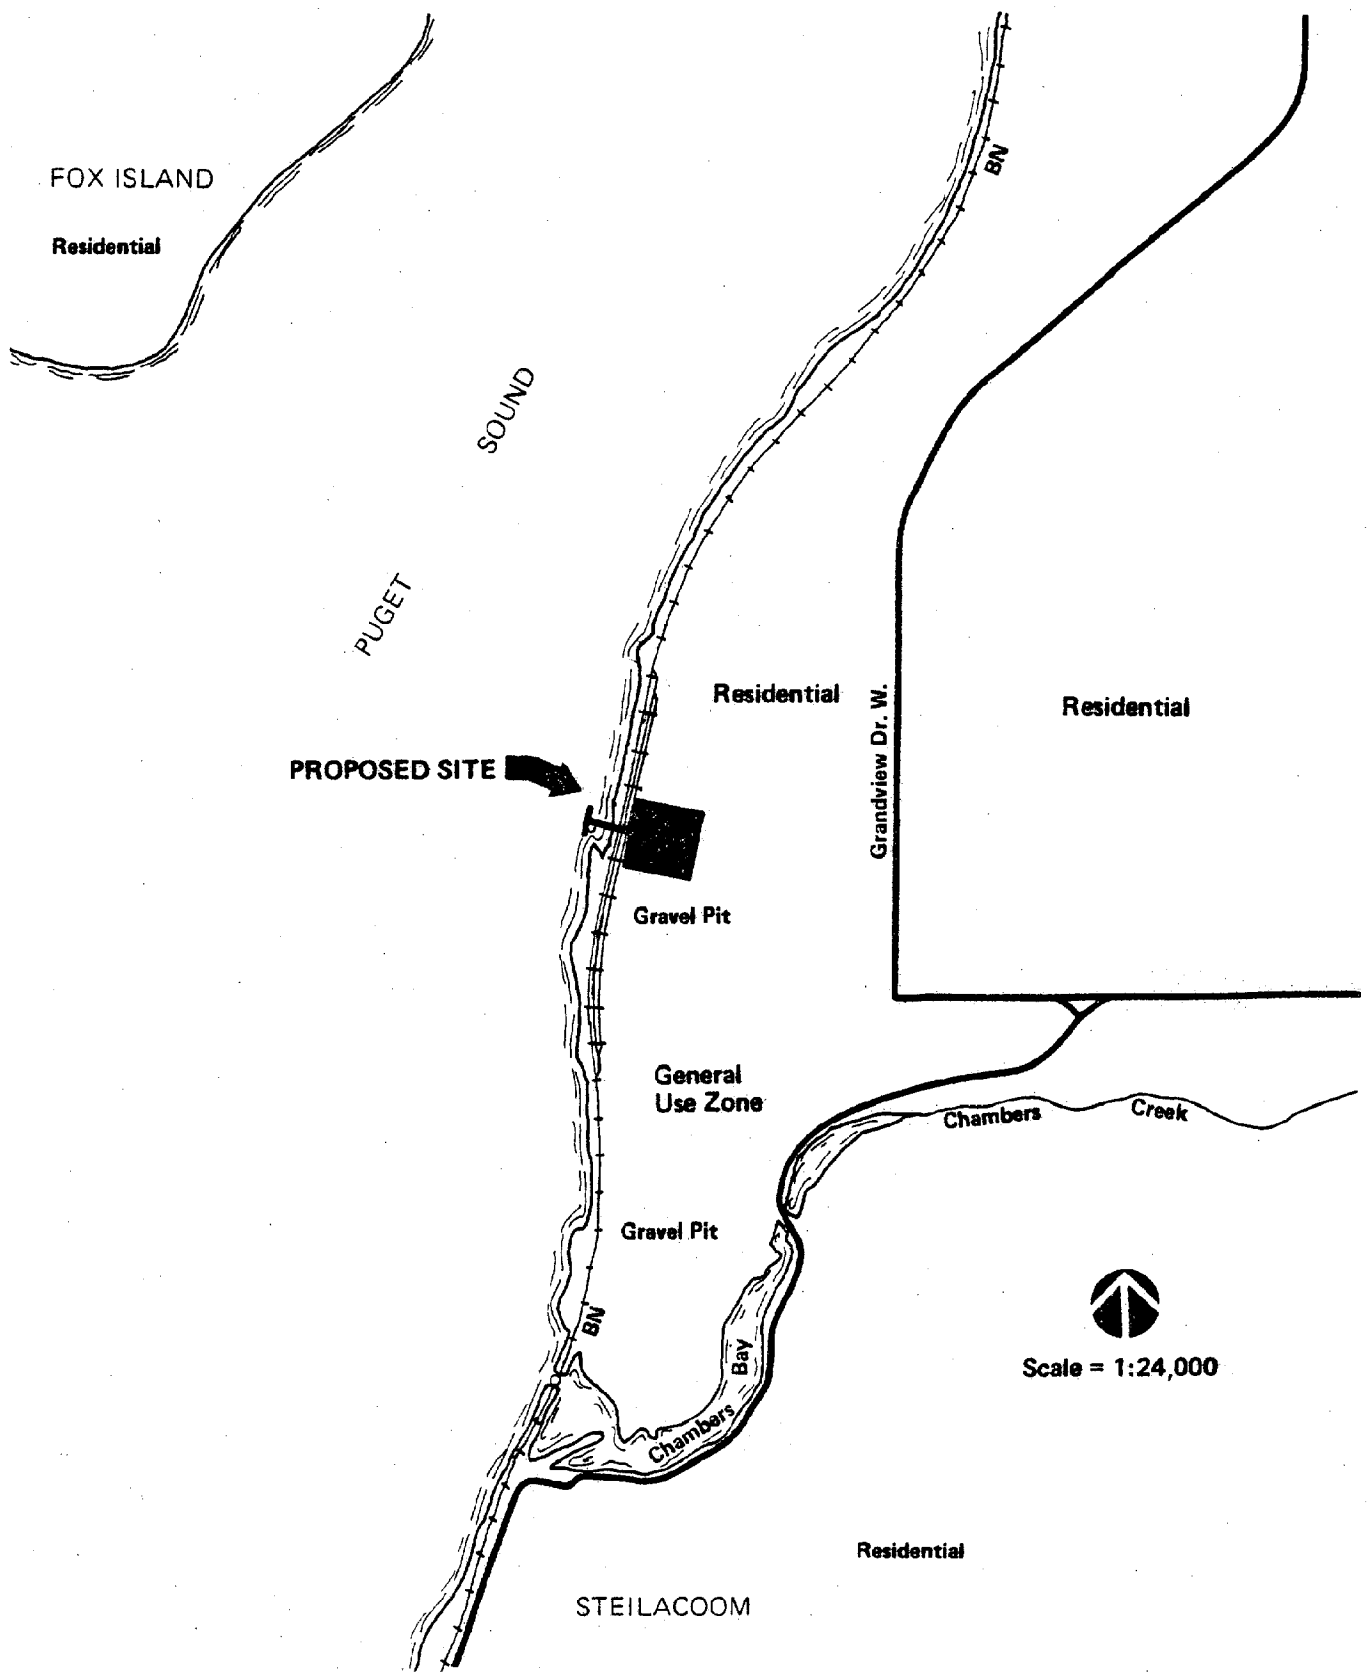 FOX ISLAND
Residential
BN
SOUND
PUGET
Residential
Grandview Dr. W.
Residential
PROPOSED SITE
Gravel Pit
General
Use Zone
Chambers
Creek
Gravel Pit
BN
Bay
Chambers
Scale = 1:24,000
Residential
STEILACOOM